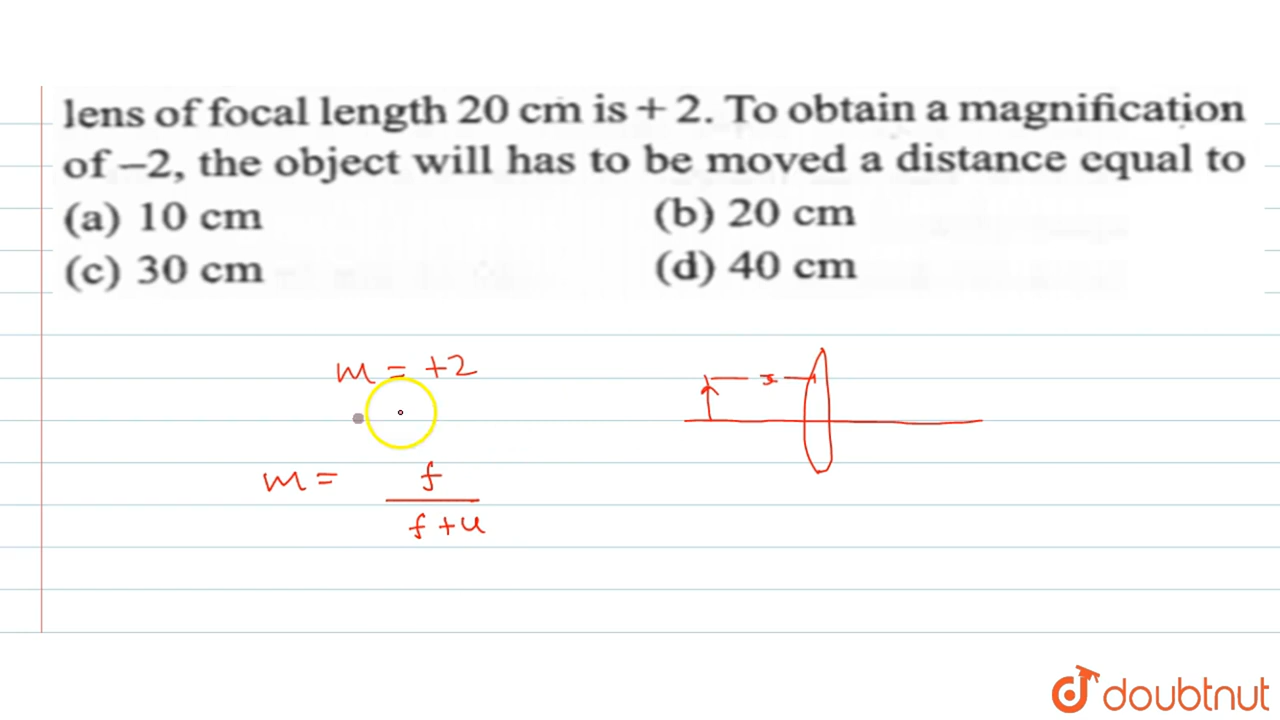 lens of focal length 20 cm is + 2. To obtain a magnification
of –2, the object will has to be moved a distance equal to
(a) 10 cm (b) 20 cm
(c) 30 cm (d) 40 cm
m = +2
x
m = f
f + u
doubtnut